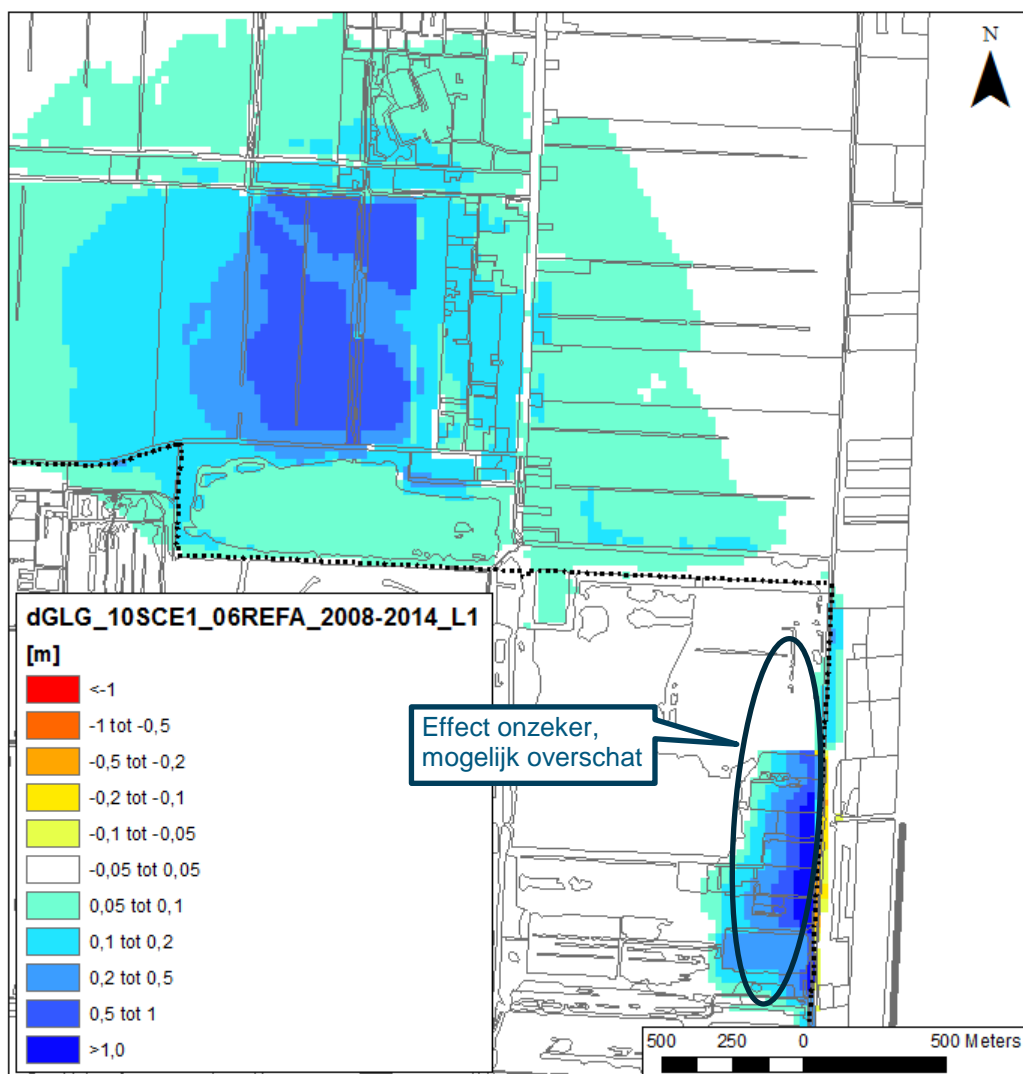 N
dGLG_10SCE1_06REFA_2008-2014_L1
[m]
<-1
-1 tot -0,5
-0,5 tot -0,2
-0,2 tot -0,1
-0,1 tot -0,05
-0,05 tot 0,05
0,05 tot 0,1
0,1 tot 0,2
0,2 tot 0,5
0,5 tot 1
>1,0
Effect onzeker,
mogelijk overschat
500 250 0 500 Meters